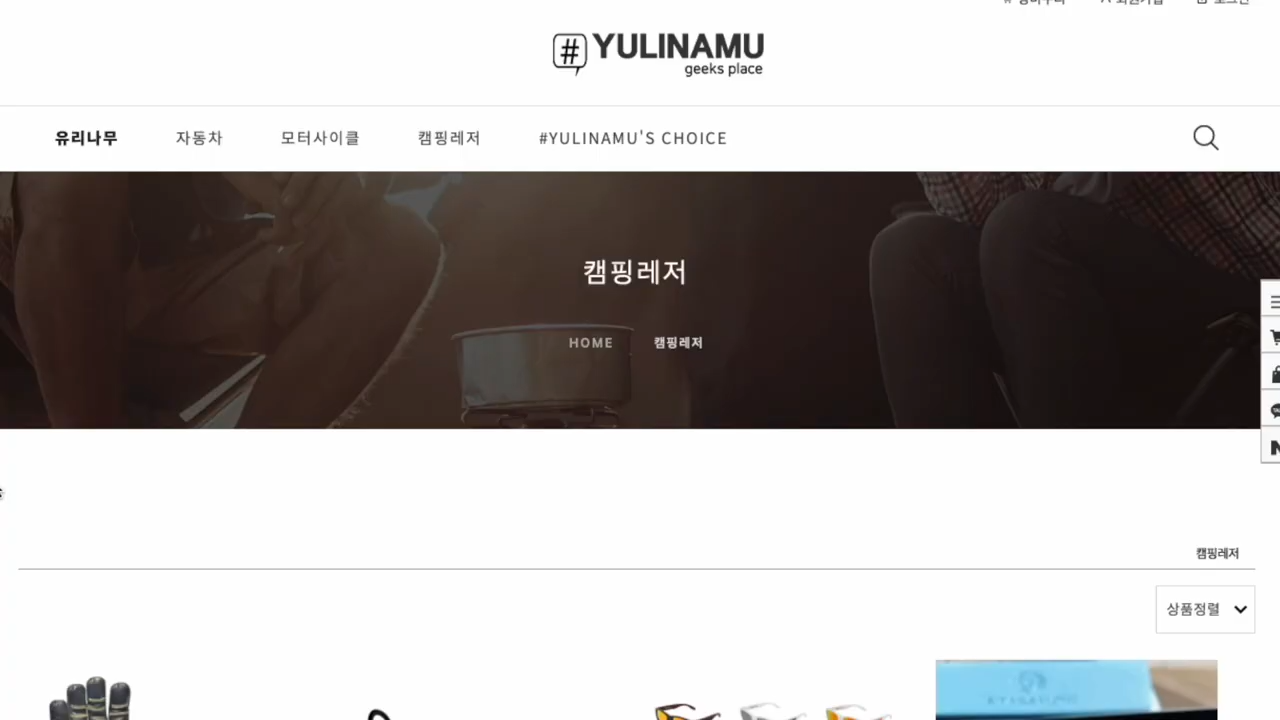 # YULINAMU
geeks place
유리나무 자동차 모터사이클 캠핑레저 #YULINAMU'S CHOICE
캠핑레저
HOME 캠핑레저
캠핑레저
상품정렬